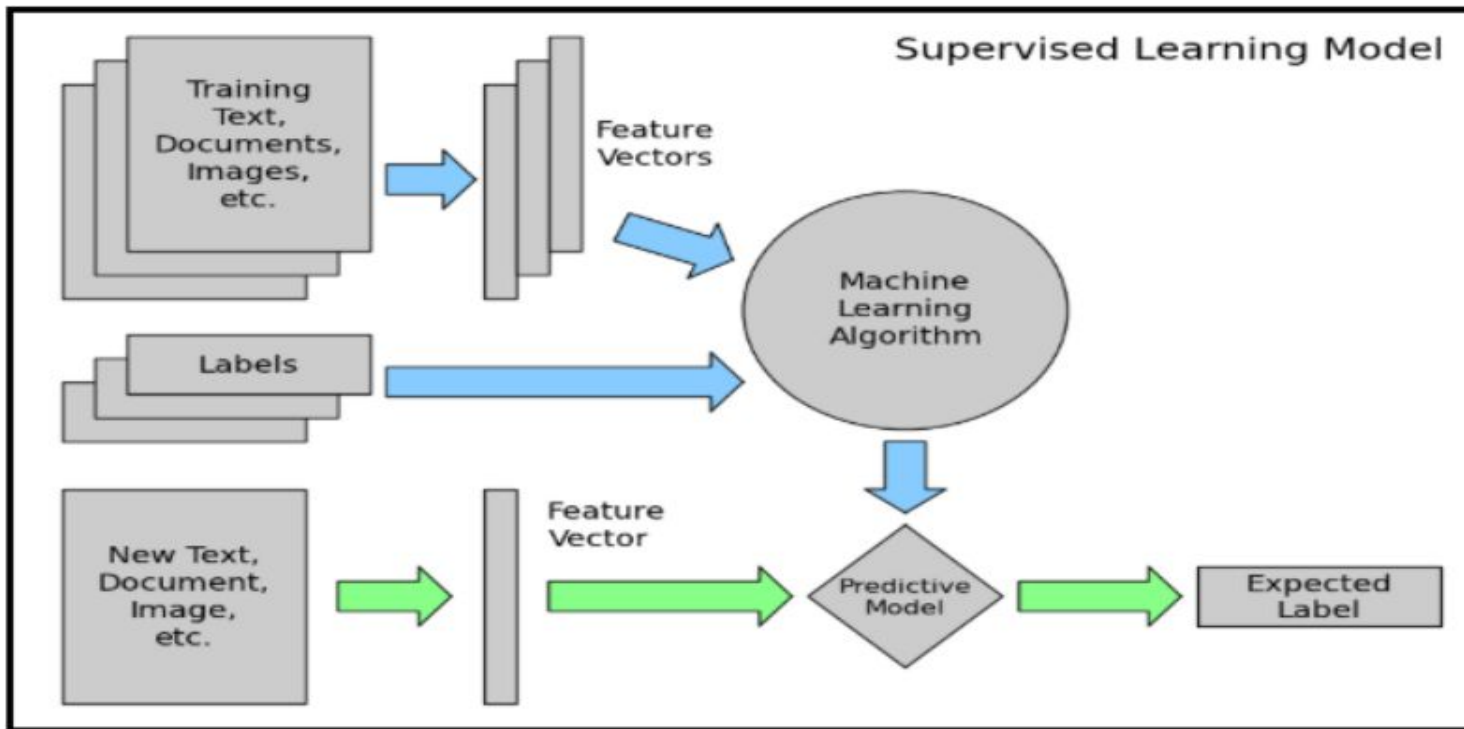 Supervised Learning Model
Training
Text,
Documents,
Images,
etc.
Feature
Vectors
Machine
Learning
Algorithm
Labels
New Text,
Document,
Image,
etc.
Feature
Vector
Predictive
Model
Expected
Label